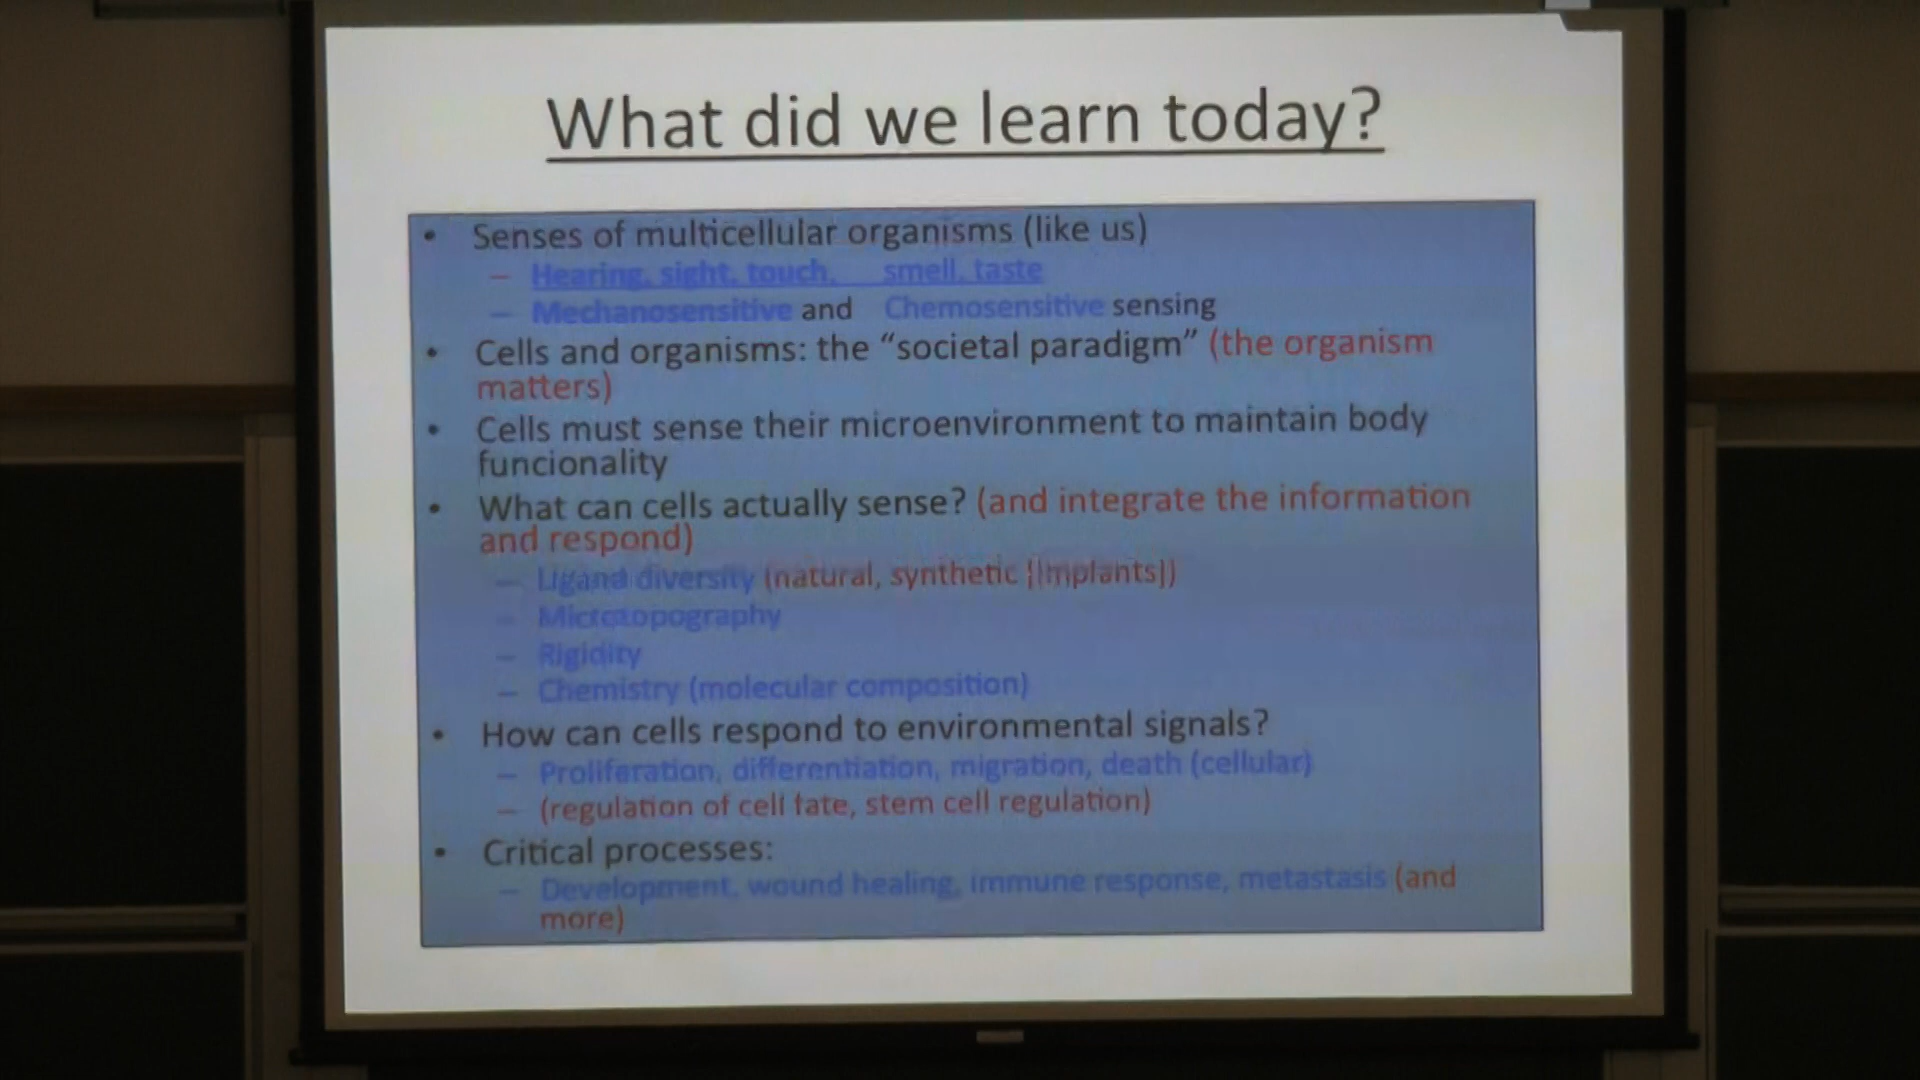 What did we learn today?
• Senses of multicellular organisms (like us)
– Hearing, sight, touch, smell, taste
– Mechanosensitive and Chemosensitive sensing
• Cells and organisms: the “societal paradigm” (the organism
matters)
• Cells must sense their microenvironment to maintain body
funcionality
• What can cells actually sense? (and integrate the information
and respond)
– Ligand diversity (natural, synthetic {implants})
– Microtopography
– Rigidity
– Chemistry (molecular composition)
• How can cells respond to environmental signals?
– Proliferation, differentiation, migration, death (cellular)
– (regulation of cell fate, stem cell regulation)
• Critical processes:
– Development, wound healing, immune response, metastasis (and
more)